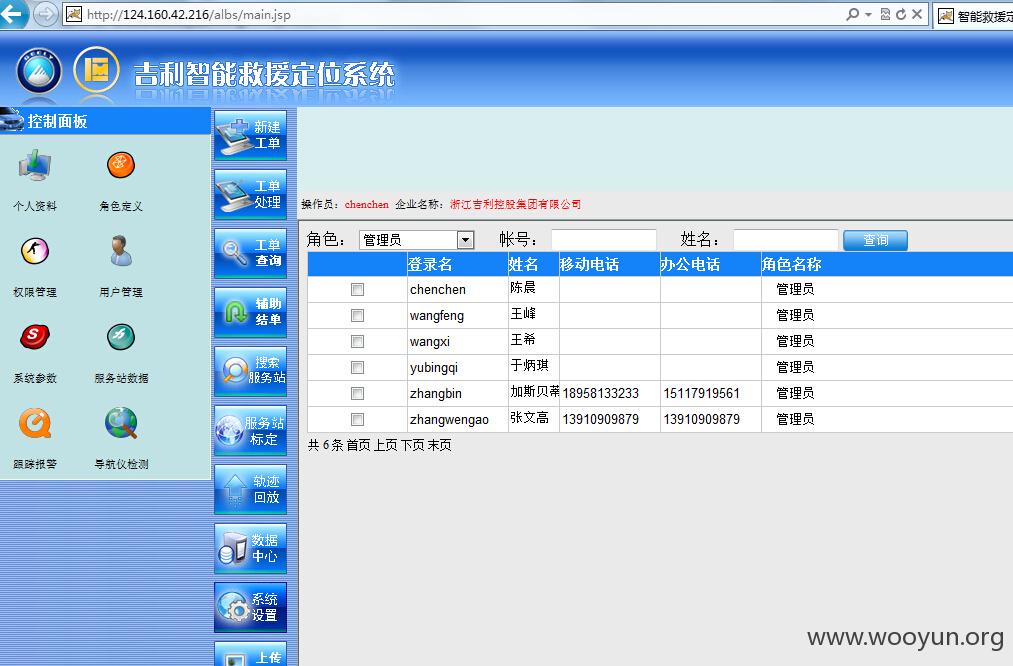 http://124.160.42.216/albs/main.jsp
智能救援定
GEELY
吉利智能救援定位系统
控制面板
个人资料 角色定义
权限管理 用户管理
系统参数 服务站数据
跟踪报警 导航仪检测
新建
工单
工单
处理
工单
查询
辅助
结单
搜索
服务站
服务站
标定
轨迹
回放
数据
中心
系统
设置
上传
操作员: chenchen 企业名称: 浙江吉利控股集团有限公司
角色: 管理员 帐号: 姓名: 查询
登录名 姓名 移动电话 办公电话 角色名称
chenchen 陈晨 管理员
wangfeng 王峰 管理员
wangxi 王希 管理员
yubingqi 于炳琪 管理员
zhangbin 加斯贝蒂 18958133233 15117919561 管理员
zhangwengao 张文高 13910909879 13910909879 管理员
共 6 条 首页 上页 下页 末页
www.wooyun.org